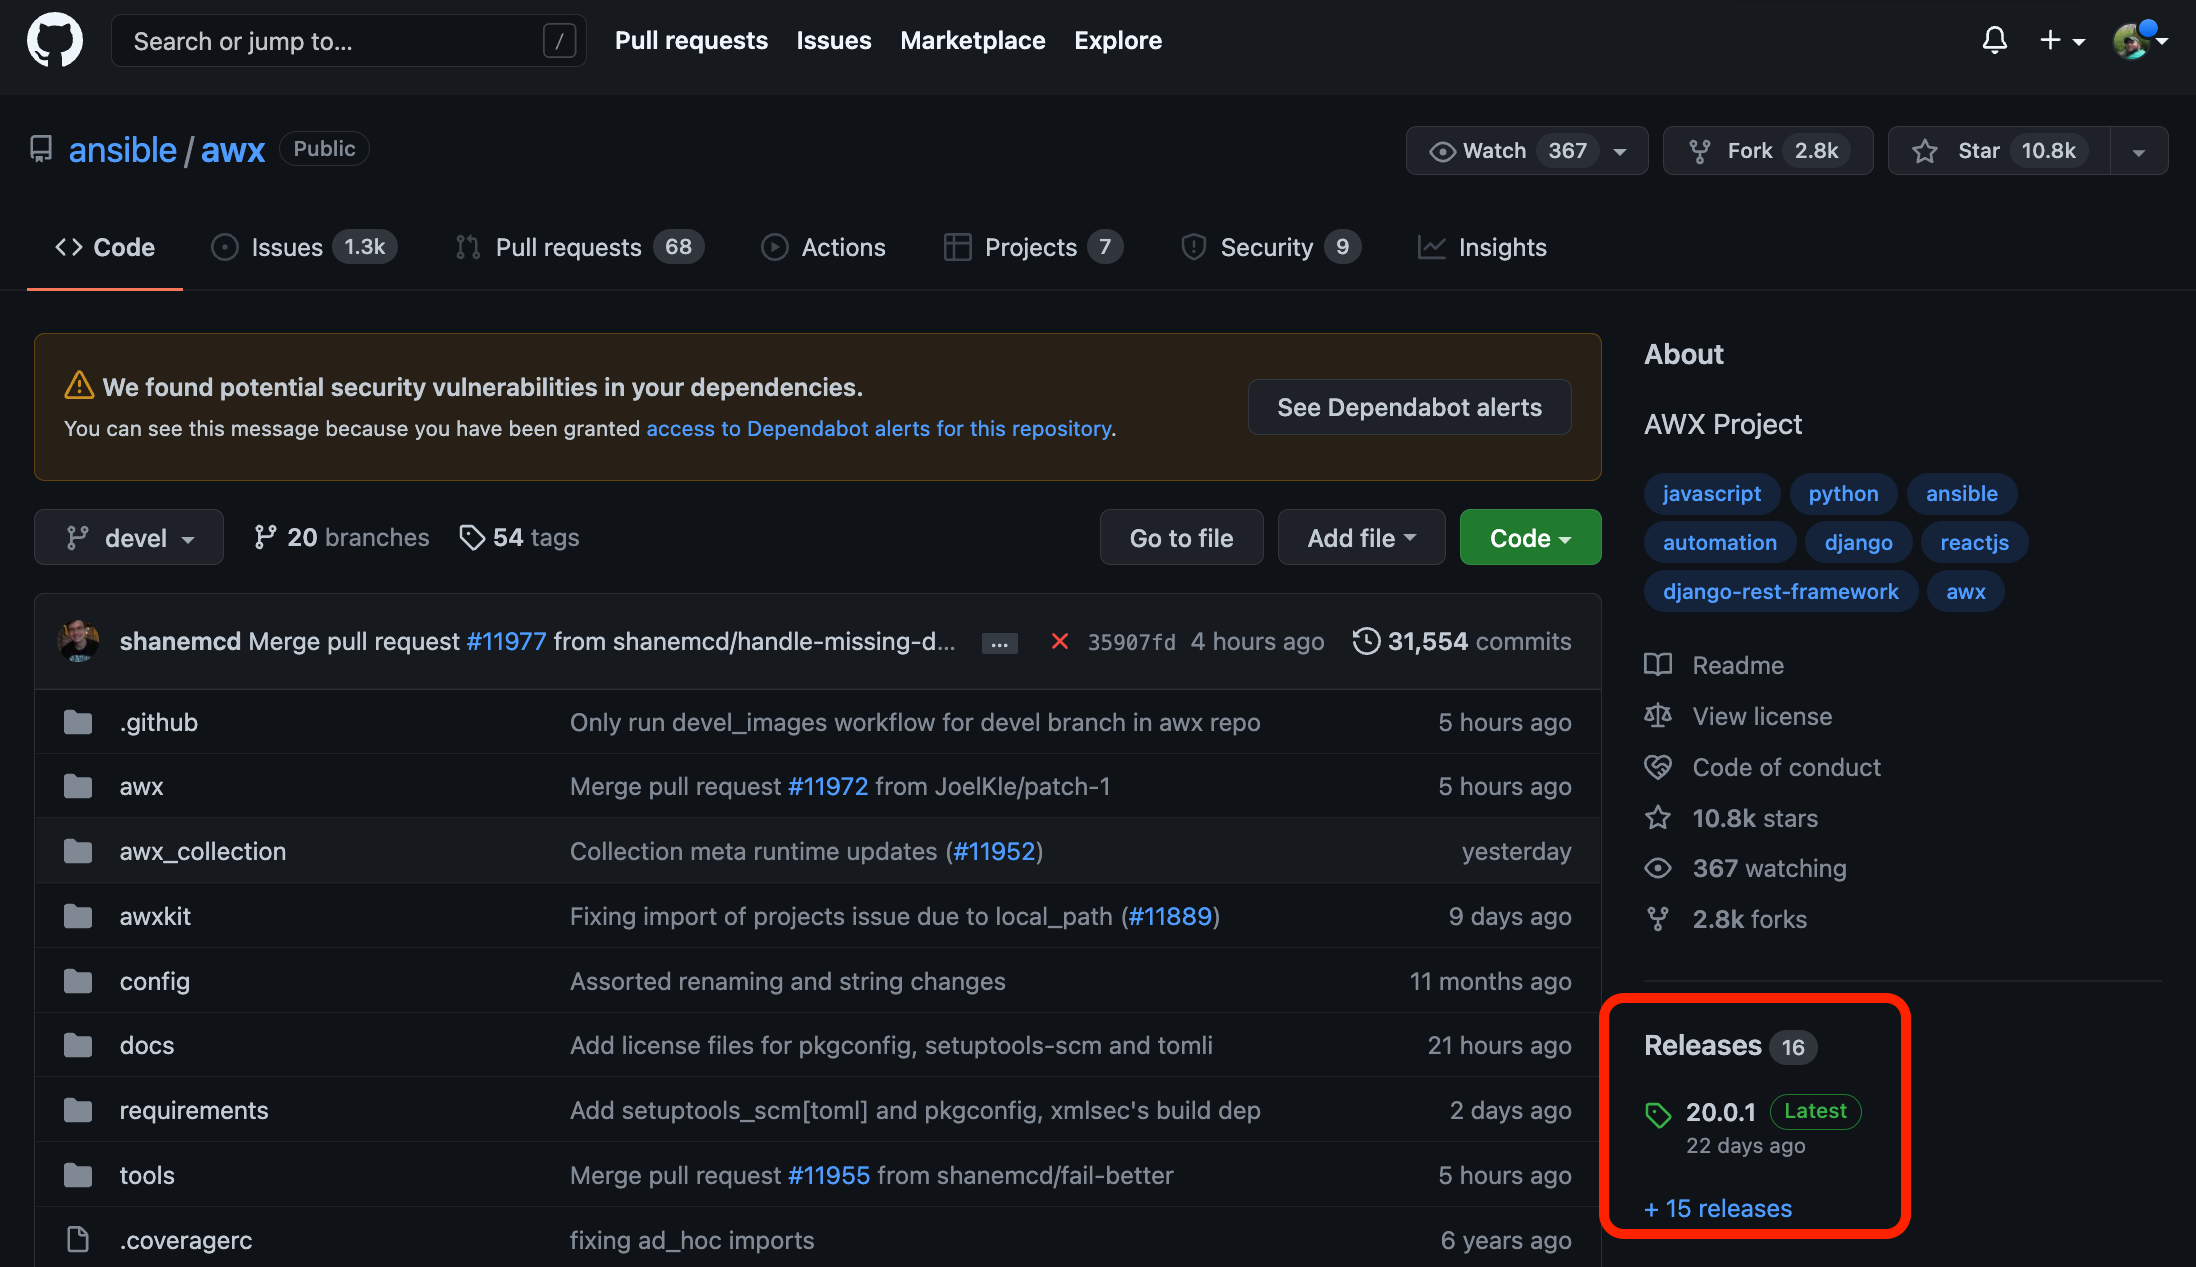 Search or jump to... / Pull requests Issues Marketplace Explore
ansible / awx Public Watch 367 Fork 2.8k Star 10.8k
Code Issues 1.3k Pull requests 68 Actions Projects 7 Security 9 Insights
We found potential security vulnerabilities in your dependencies.
You can see this message because you have been granted access to Dependabot alerts for this repository.
See Dependabot alerts
devel 20 branches 54 tags Go to file Add file Code
shanemcd Merge pull request #11977 from shanemcd/handle-missing-d... ... 35907fd 4 hours ago 31,554 commits
.github Only run devel_images workflow for devel branch in awx repo 5 hours ago
awx Merge pull request #11972 from JoelKle/patch-1 5 hours ago
awx_collection Collection meta runtime updates (#11952) yesterday
awxkit Fixing import of projects issue due to local_path (#11889) 9 days ago
config Assorted renaming and string changes 11 months ago
docs Add license files for pkgconfig, setuptools-scm and tomli 21 hours ago
requirements Add setuptools_scm[toml] and pkgconfig, xmlsec's build dep 2 days ago
tools Merge pull request #11955 from shanemcd/fail-better 5 hours ago
.coveragerc fixing ad_hoc imports 6 years ago
About
AWX Project
javascript python ansible
automation django reactjs
django-rest-framework awx
Readme
View license
Code of conduct
10.8k stars
367 watching
2.8k forks
Releases 16
20.0.1 Latest
22 days ago
+ 15 releases